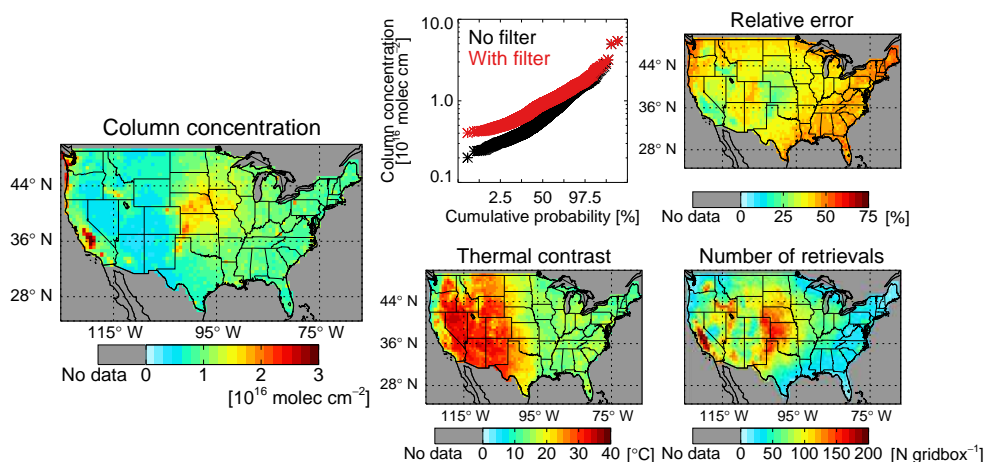 Column concentration
44° N
36° N
28° N
115° W 95° W 75° W
No data 0 1 2 3
[10¹⁶ molec cm⁻²]
Column concentration
[10¹⁶ molec cm⁻²]
10.0
1.0
0.1
No filter
With filter
2.5 50 97.5
Cumulative probability [%]
Relative error
44° N
36° N
28° N
No data 0 25 50 75 [%]
Thermal contrast
44° N
36° N
28° N
115° W 95° W 75° W
No data 0 10 20 30 40 [°C]
Number of retrievals
44° N
36° N
28° N
115° W 95° W 75° W
No data 0 50 100 150 200 [N gridbox⁻¹]